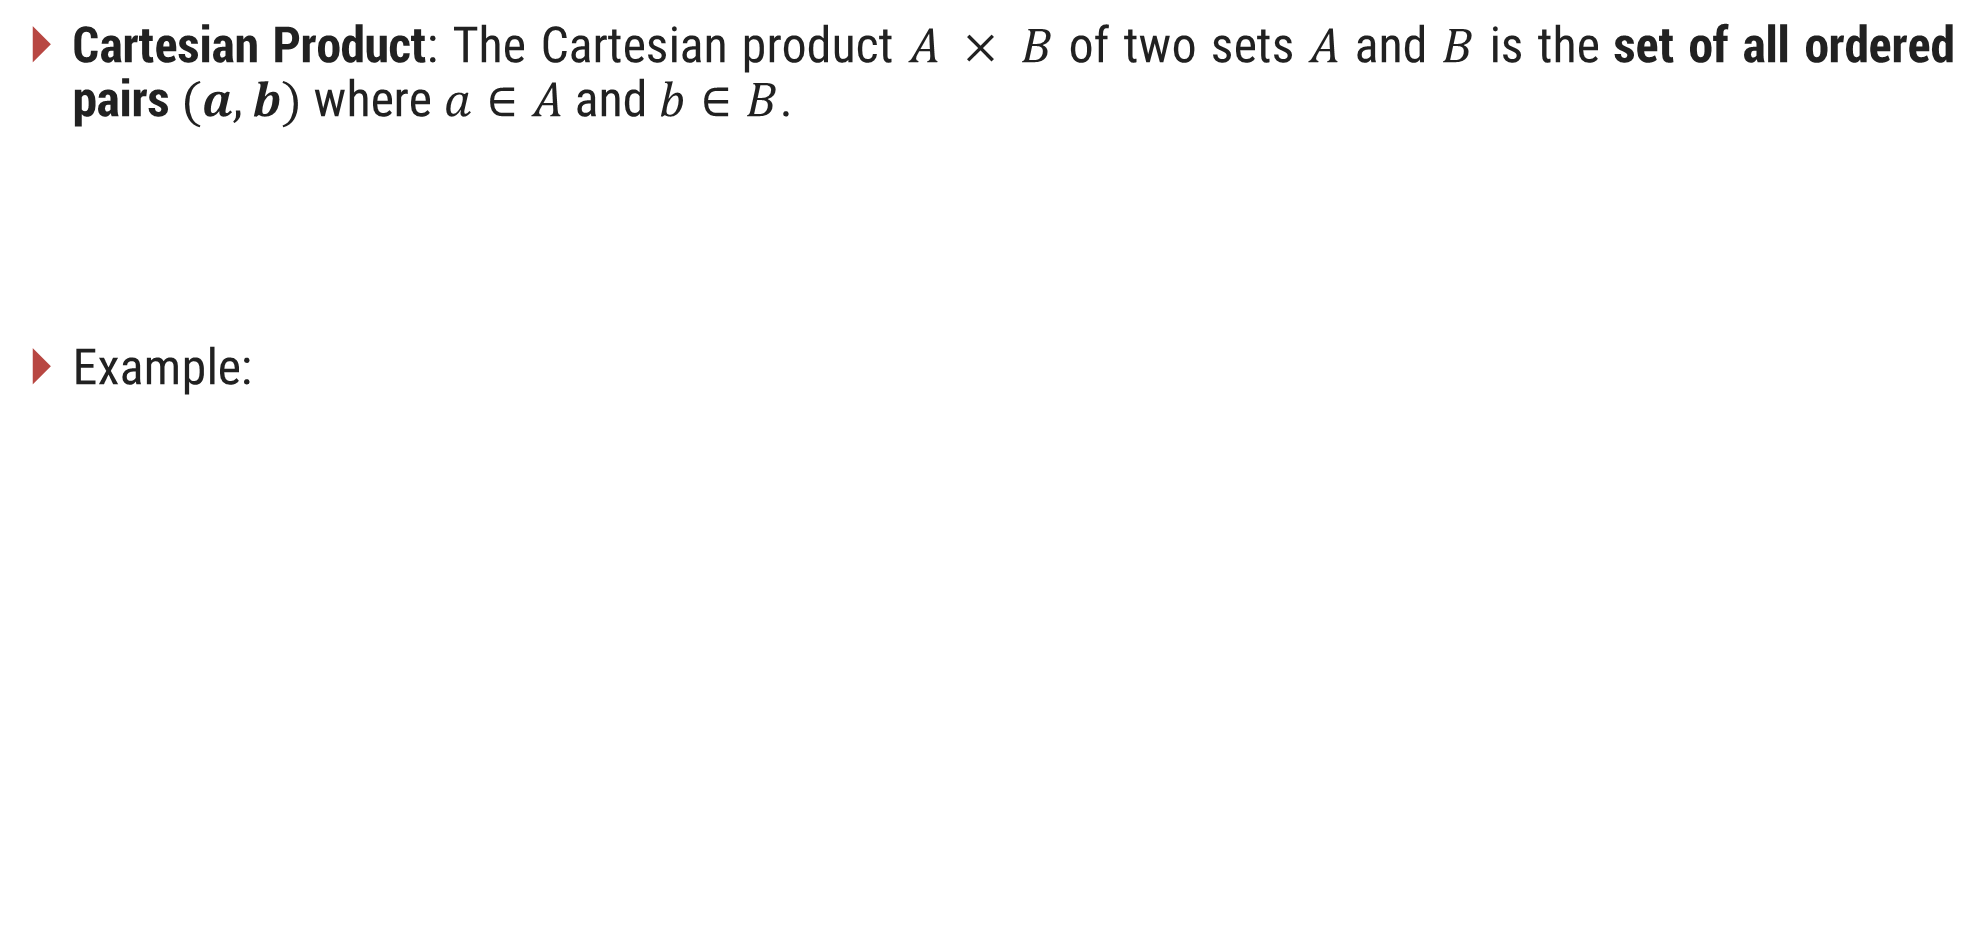 Cartesian Product: The Cartesian product A × B of two sets A and B is the set of all ordered
pairs (a, b) where a ∈ A and b ∈ B.
Example: